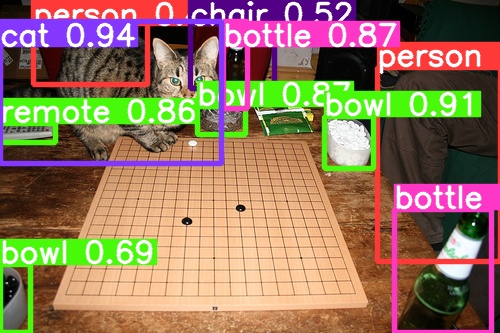 person 0.
chair 0.52
cat 0.94
bottle 0.87
person
bowl 0.87
remote 0.86
bowl 0.91
bottle
bowl 0.69